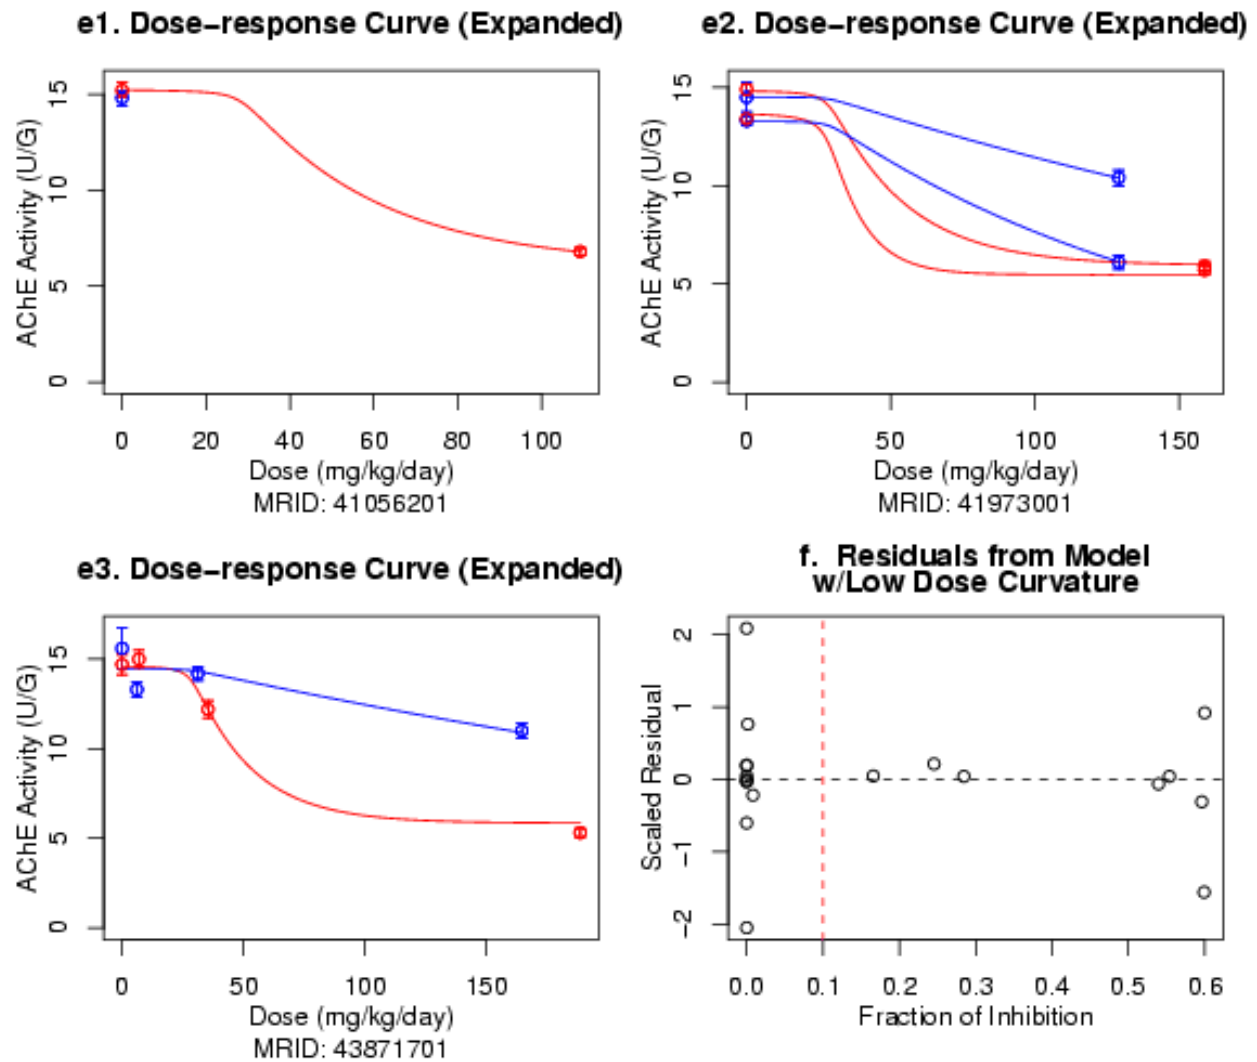 e1. Dose−response Curve (Expanded)
AChE Activity (U/G)
15
10
5
0
0 20 40 60 80 100
Dose (mg/kg/day)
MRID: 41056201
e2. Dose−response Curve (Expanded)
AChE Activity (U/G)
15
10
5
0
0 50 100 150
Dose (mg/kg/day)
MRID: 41973001
e3. Dose−response Curve (Expanded)
AChE Activity (U/G)
15
10
5
0
0 50 100 150
Dose (mg/kg/day)
MRID: 43871701
f. Residuals from Model
w/Low Dose Curvature
Scaled Residual
2
1
0
−1
−2
0.0 0.1 0.2 0.3 0.4 0.5 0.6
Fraction of Inhibition